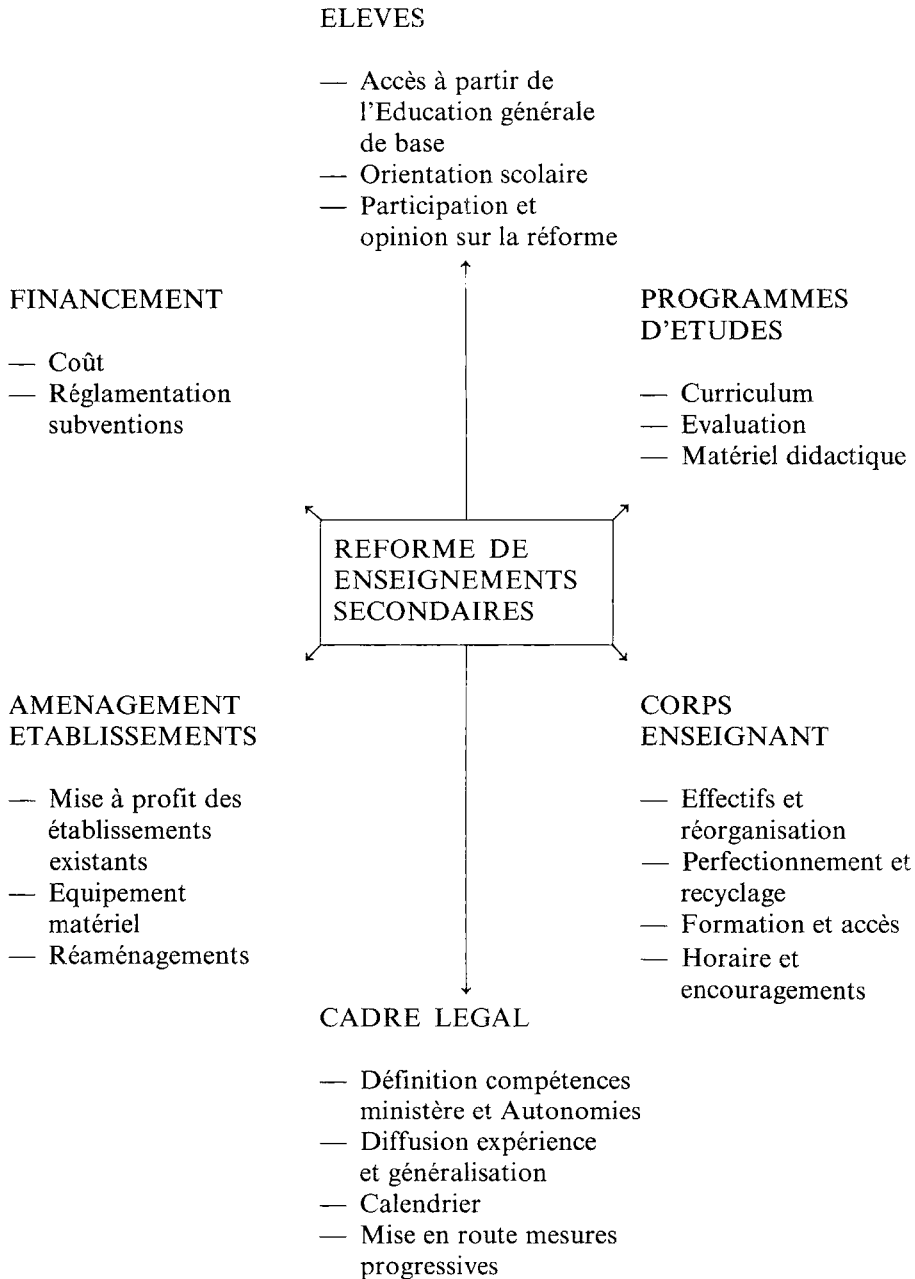 ELEVES
— Accès à partir de
l'Education générale
de base
— Orientation scolaire
— Participation et
opinion sur la réforme
FINANCEMENT
— Coût
— Réglamentation
subventions
PROGRAMMES
D'ETUDES
— Curriculum
— Evaluation
— Matériel didactique
REFORME DE
ENSEIGNEMENTS
SECONDAIRES
AMENAGEMENT
ETABLISSEMENTS
— Mise à profit des
établissements
existants
— Equipement
matériel
— Réaménagements
CORPS
ENSEIGNANT
— Effectifs et
réorganisation
— Perfectionnement et
recyclage
— Formation et accès
— Horaire et
encouragements
CADRE LEGAL
— Définition compétences
ministère et Autonomies
— Diffusion expérience
et généralisation
— Calendrier
— Mise en route mesures
progressives